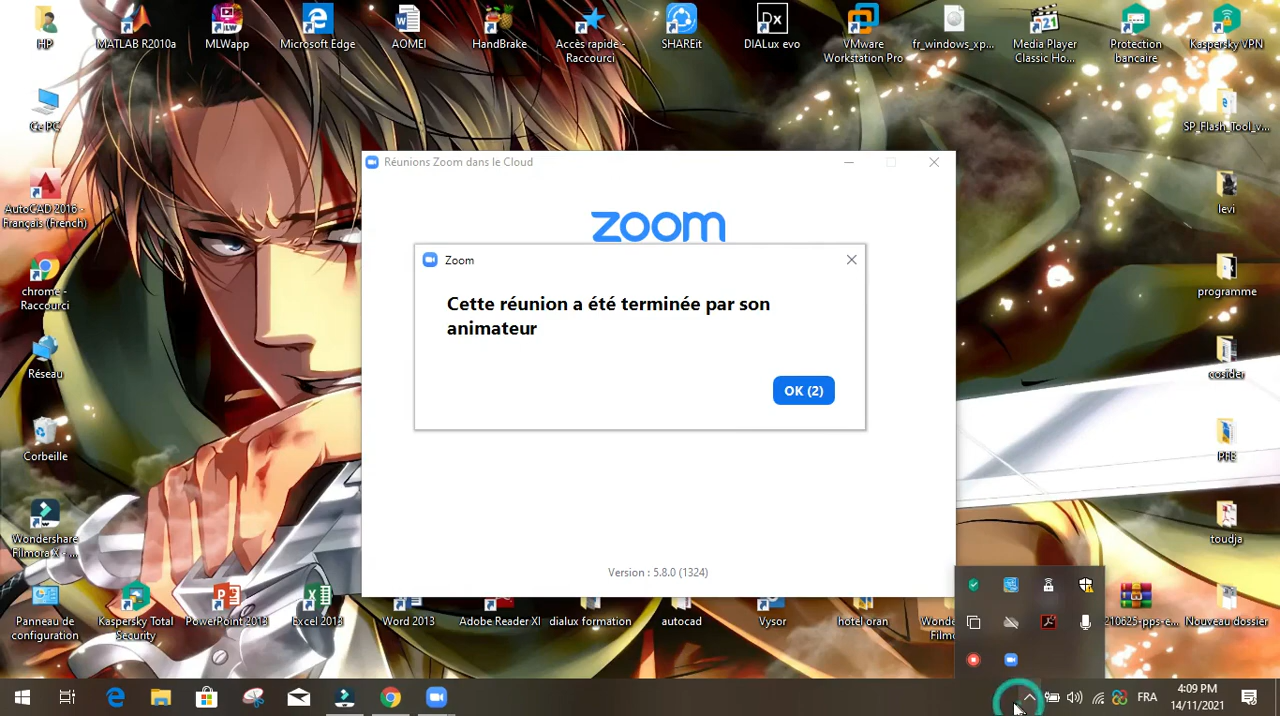 HP
MATLAB R2010a
MLWapp
Microsoft Edge
AOMEI
HandBrake
Accès rapide -
Raccourci
SHAREit
DIALux evo
VMware
Workstation Pro
fr_windows_xp...
Media Player
Classic Ho...
Protection
bancaire
Kaspersky VPN
Ce PC
SP_Flash_Tool_v...
AutoCAD 2016 -
Français (French)
levi
chrome -
Raccourci
programme
Réseau
cosider
Corbeille
PFE
Wondershare
Filmora X - ...
toudja
Réunions Zoom dans le Cloud
zoom
Zoom
Cette réunion a été terminée par son
animateur
OK (2)
Version : 5.8.0 (1324)
Panneau de
configuration
Kaspersky Total
Security
PowerPoint 2013
Excel 2013
Word 2013
Adobe Reader XI
dialux formation
autocad
Vysor
hotel oran
210625-pps-e...
Nouveau dossier
FRA
4:09 PM
14/11/2021